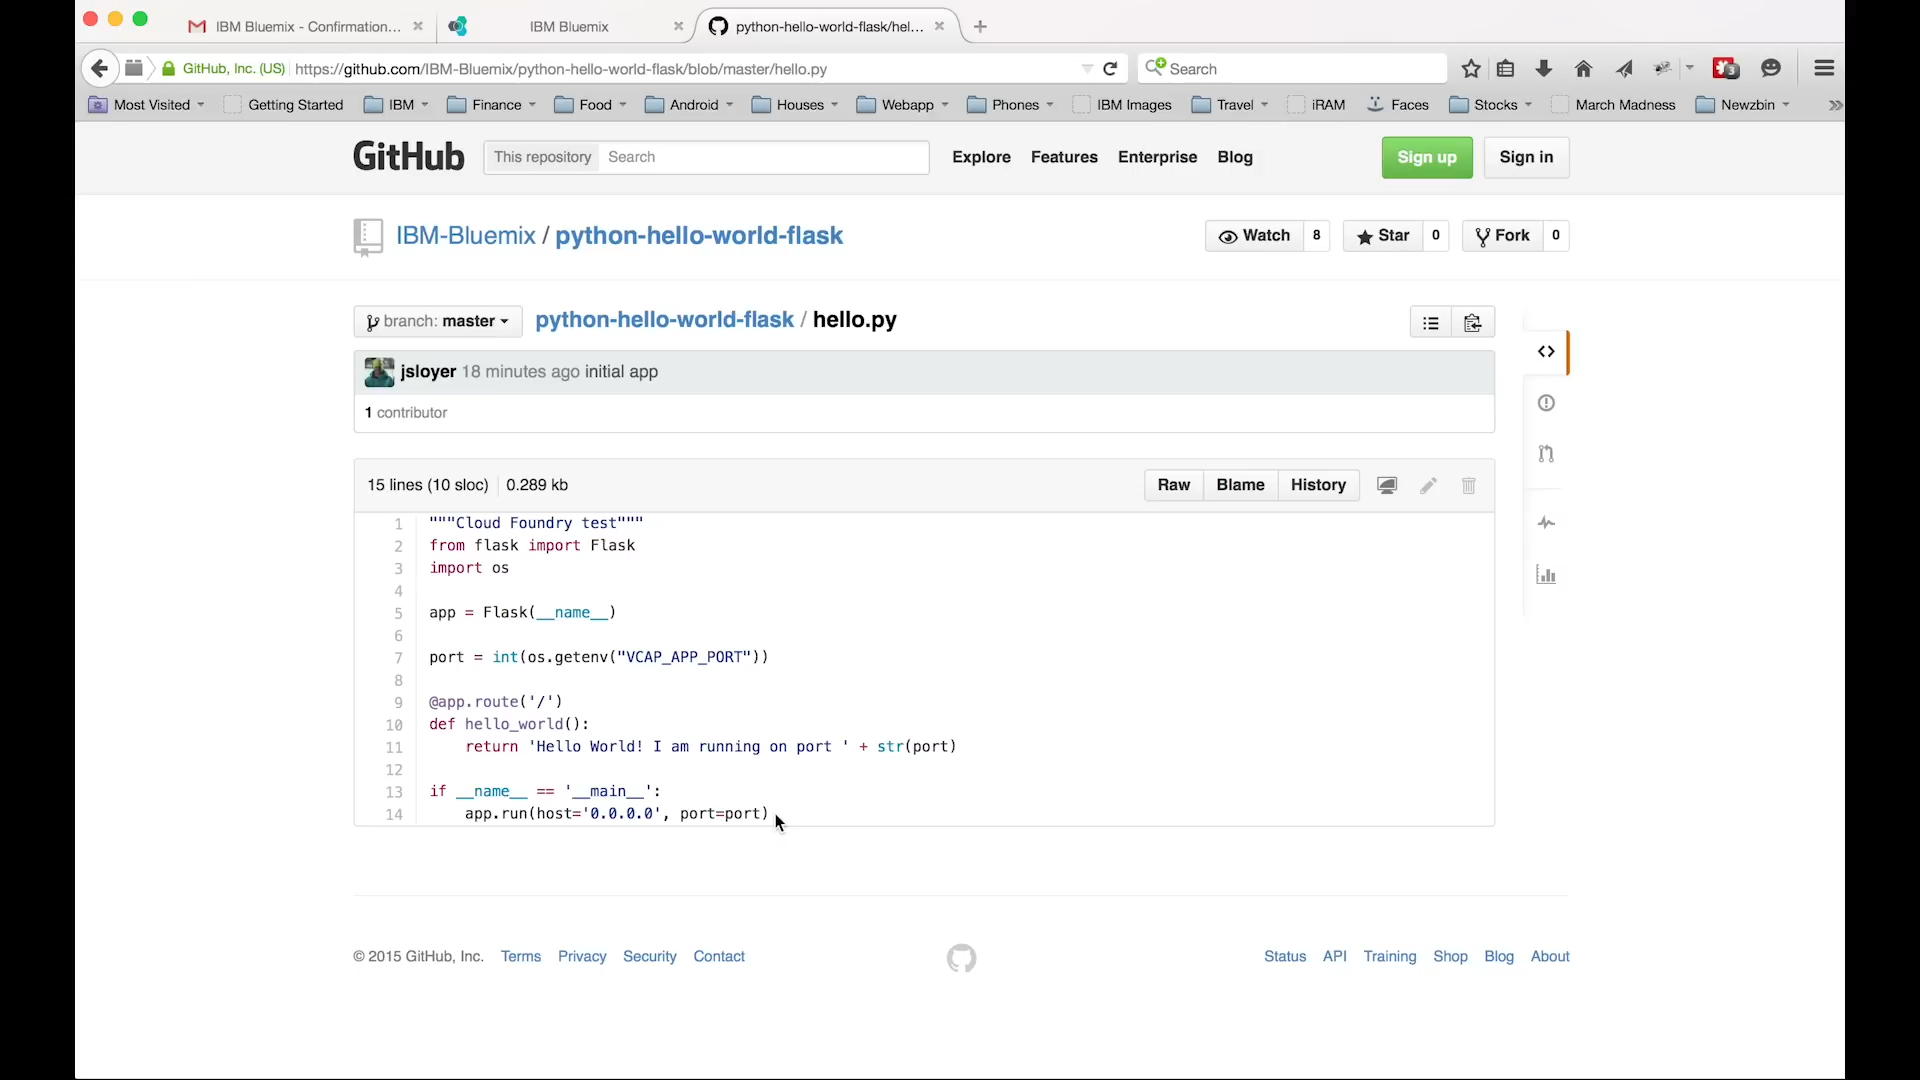 IBM Bluemix - Confirmation...
IBM Bluemix
python-hello-world-flask/hel...
GitHub, Inc. (US)
https://github.com/IBM-Bluemix/python-hello-world-flask/blob/master/hello.py
Search
3
Most Visited
Getting Started
IBM
Finance
Food
Android
Houses
Webapp
Phones
IBM Images
Travel
iRAM
Faces
Stocks
March Madness
Newzbin
GitHub
This repository
Search
Explore
Features
Enterprise
Blog
Sign up
Sign in
IBM-Bluemix / python-hello-world-flask
Watch 8
Star 0
Fork 0
branch: master
python-hello-world-flask / hello.py
jsloyer 18 minutes ago initial app
1 contributor
15 lines (10 sloc) 0.289 kb
Raw
Blame
History
1 """Cloud Foundry test"""
2 from flask import Flask
3 import os
4
5 app = Flask(__name__)
6
7 port = int(os.getenv("VCAP_APP_PORT"))
8
9 @app.route('/')
10 def hello_world():
11 return 'Hello World! I am running on port ' + str(port)
12
13 if __name__ == '__main__':
14 app.run(host='0.0.0.0', port=port)
© 2015 GitHub, Inc.
Terms
Privacy
Security
Contact
Status
API
Training
Shop
Blog
About